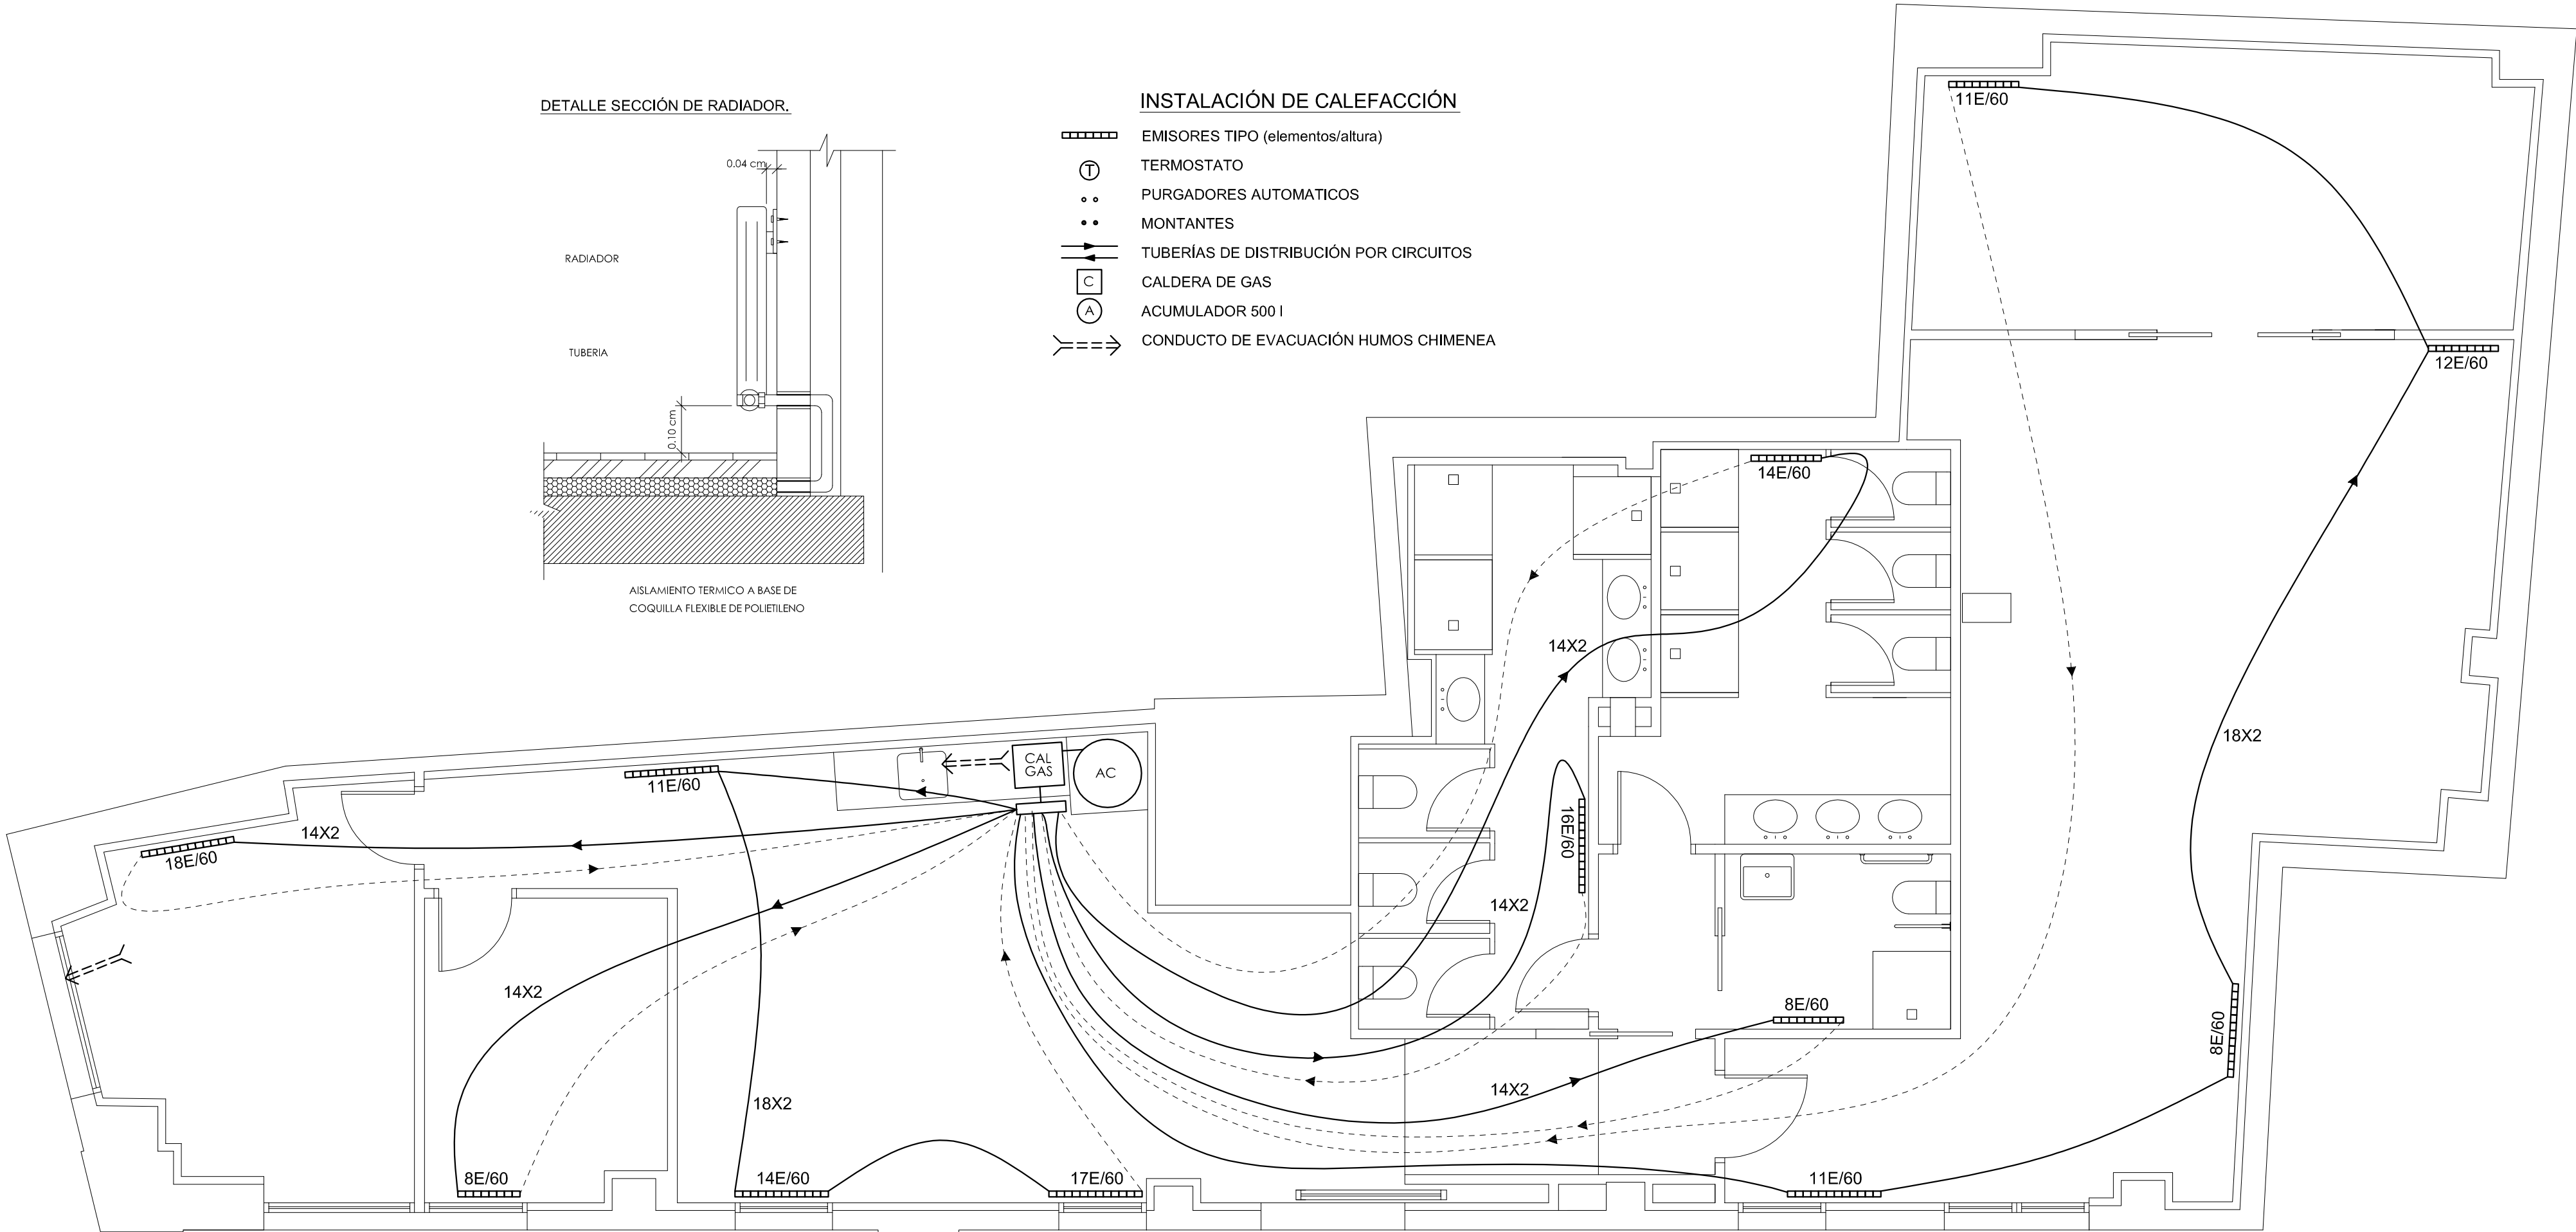 DETALLE SECCIÓN DE RADIADOR.
0.04 cm
RADIADOR
TUBERIA
0.10 cm
AISLAMIENTO TERMICO A BASE DE
COQUILLA FLEXIBLE DE POLIETILENO
INSTALACIÓN DE CALEFACCIÓN
EMISORES TIPO (elementos/altura)
T TERMOSTATO
PURGADORES AUTOMATICOS
MONTANTES
TUBERÍAS DE DISTRIBUCIÓN POR CIRCUITOS
C CALDERA DE GAS
A ACUMULADOR 500 l
CONDUCTO DE EVACUACIÓN HUMOS CHIMENEA
11E/60
12E/60
14E/60
14X2
18X2
CAL
GAS
AC
11E/60
14X2
18E/60
16E/60
14X2
14X2
8E/60
8E/60
14X2
18X2
8E/60
14E/60
17E/60
11E/60